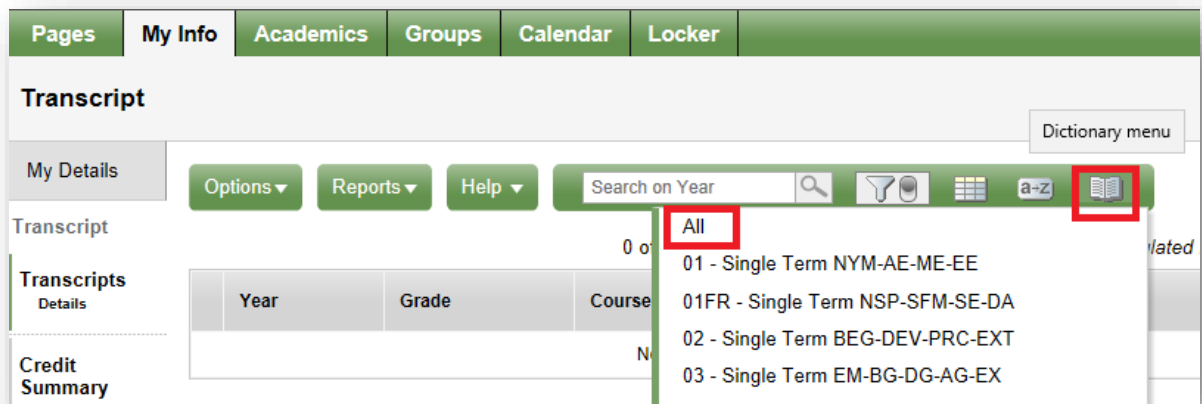 Pages My Info Academics Groups Calendar Locker
Transcript
Dictionary menu
My Details
Options Reports Help Search on Year a-z
Transcript
All
0 of
ulated
01 - Single Term NYM-AE-ME-EE
Transcripts
Details
Year Grade Course
01FR - Single Term NSP-SFM-SE-DA
02 - Single Term BEG-DEV-PRC-EXT
Credit
Summary
03 - Single Term EM-BG-DG-AG-EX